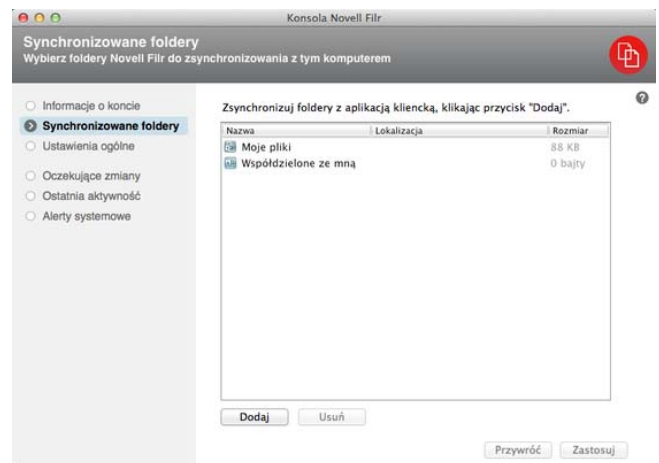 Konsola Novell Filr
Synchronizowane foldery
Wybierz foldery Novell Filr do zsynchronizowania z tym komputerem
Informacje o koncie
Synchronizowane foldery
Ustawienia ogólne
Oczekujące zmiany
Ostatnia aktywność
Alerty systemowe
?
Zsynchronizuj foldery z aplikacją kliencką, klikając przycisk "Dodaj".
Nazwa Lokalizacja Rozmiar
Moje pliki 88 KB
Współdzielone ze mną 0 bajty
Dodaj Usuń
Przywróć Zastosuj